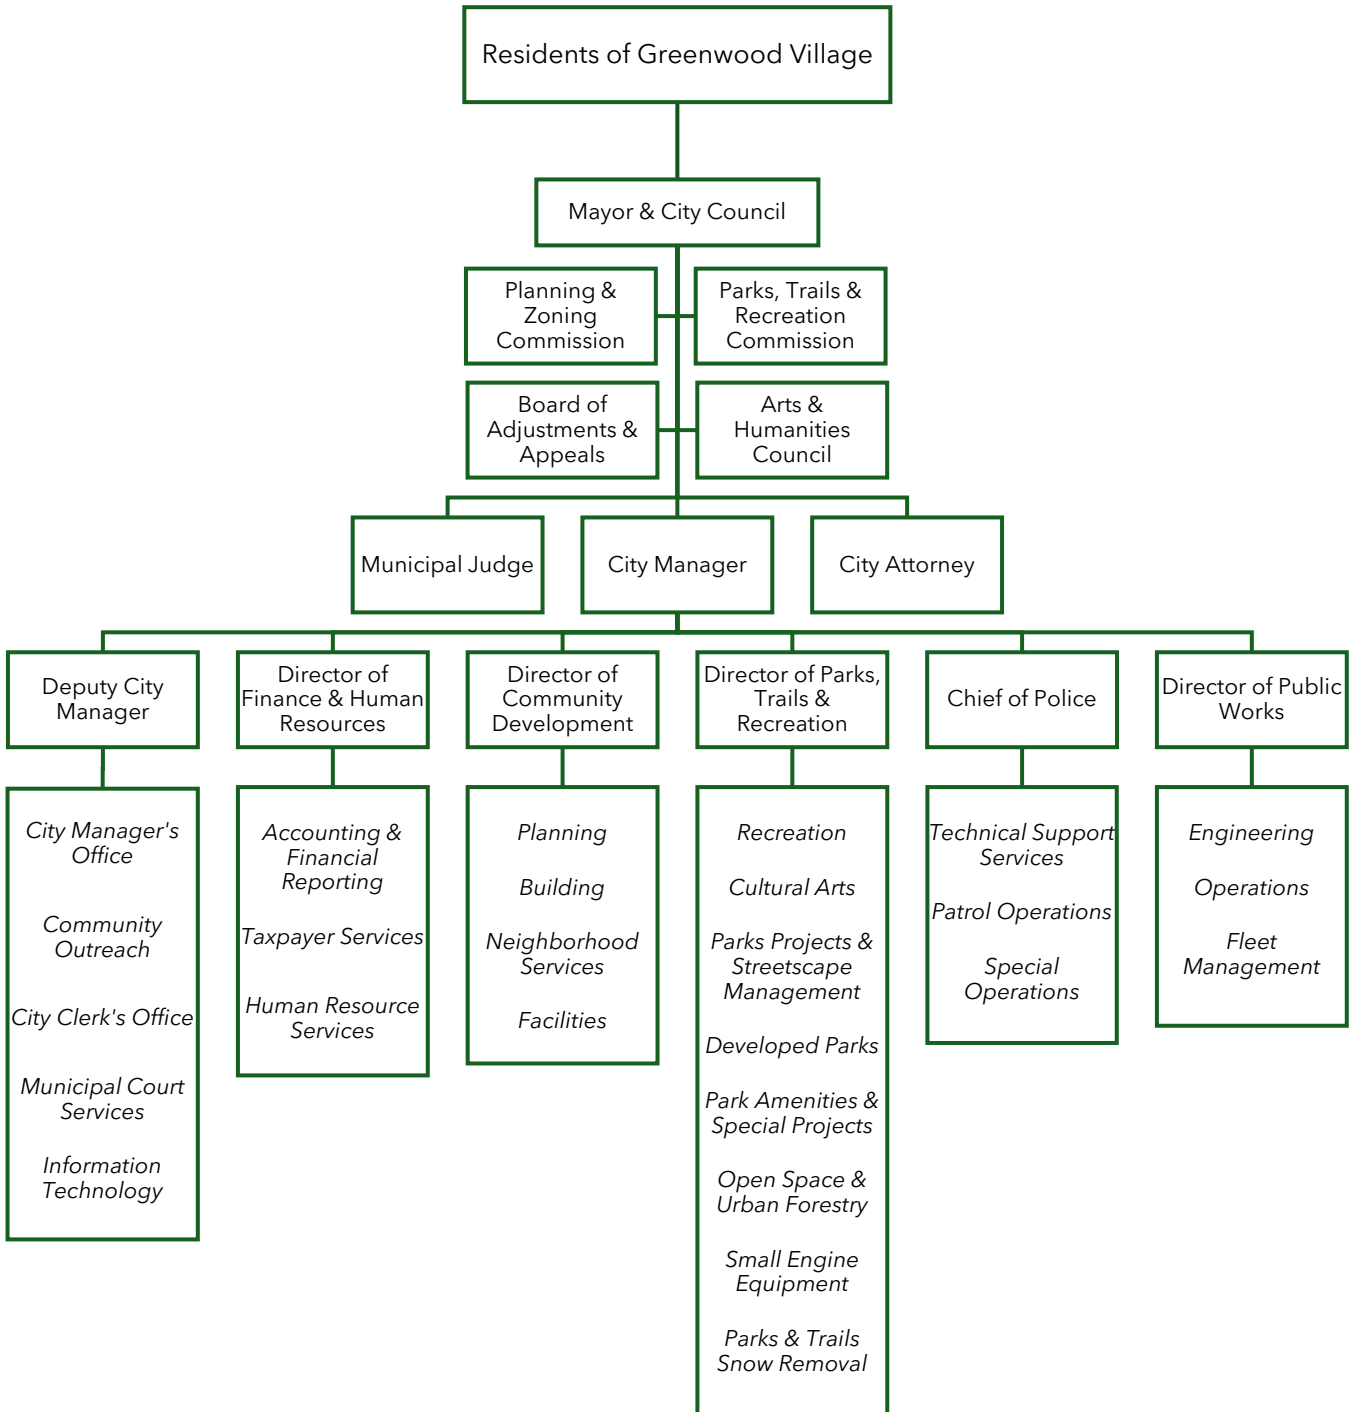 Residents of Greenwood Village
Mayor & City Council
Planning &
Zoning
Commission
Parks, Trails &
Recreation
Commission
Board of
Adjustments &
Appeals
Arts &
Humanities
Council
Municipal Judge
City Manager
City Attorney
Deputy City
Manager
Director of
Finance & Human
Resources
Director of
Community
Development
Director of Parks,
Trails &
Recreation
Chief of Police
Director of Public
Works
City Manager's
Office
Community
Outreach
City Clerk's Office
Municipal Court
Services
Information
Technology
Accounting &
Financial
Reporting
Taxpayer Services
Human Resource
Services
Planning
Building
Neighborhood
Services
Facilities
Recreation
Cultural Arts
Parks Projects &
Streetscape
Management
Developed Parks
Park Amenities &
Special Projects
Open Space &
Urban Forestry
Small Engine
Equipment
Parks & Trails
Snow Removal
Technical Support
Services
Patrol Operations
Special
Operations
Engineering
Operations
Fleet
Management